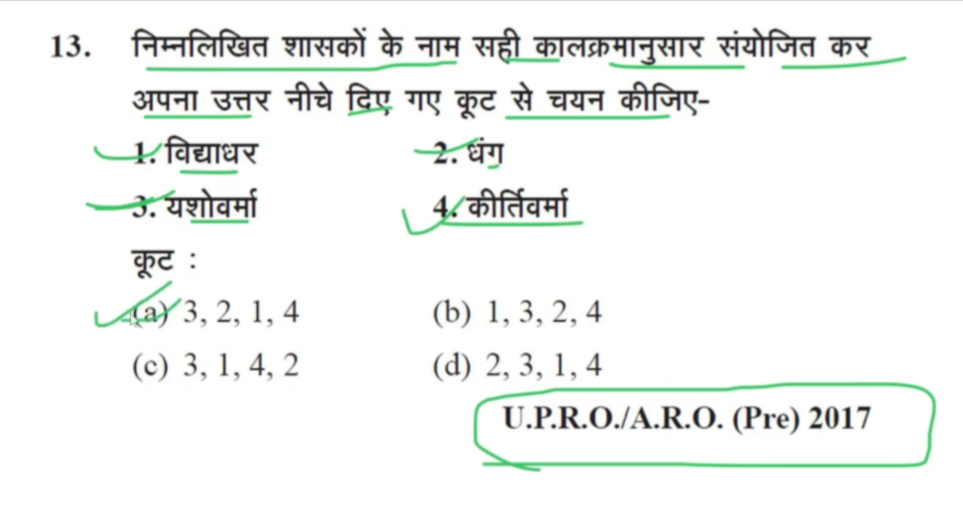 13. निम्नलिखित शासकों के नाम सही कालक्रमानुसार संयोजित कर
अपना उत्तर नीचे दिए गए कूट से चयन कीजिए-
1. विद्याधर 2. धंग
3. यशोवर्मा 4. कीर्तिवर्मा
कूट :
(a) 3, 2, 1, 4 (b) 1, 3, 2, 4
(c) 3, 1, 4, 2 (d) 2, 3, 1, 4
U.P.R.O./A.R.O. (Pre) 2017